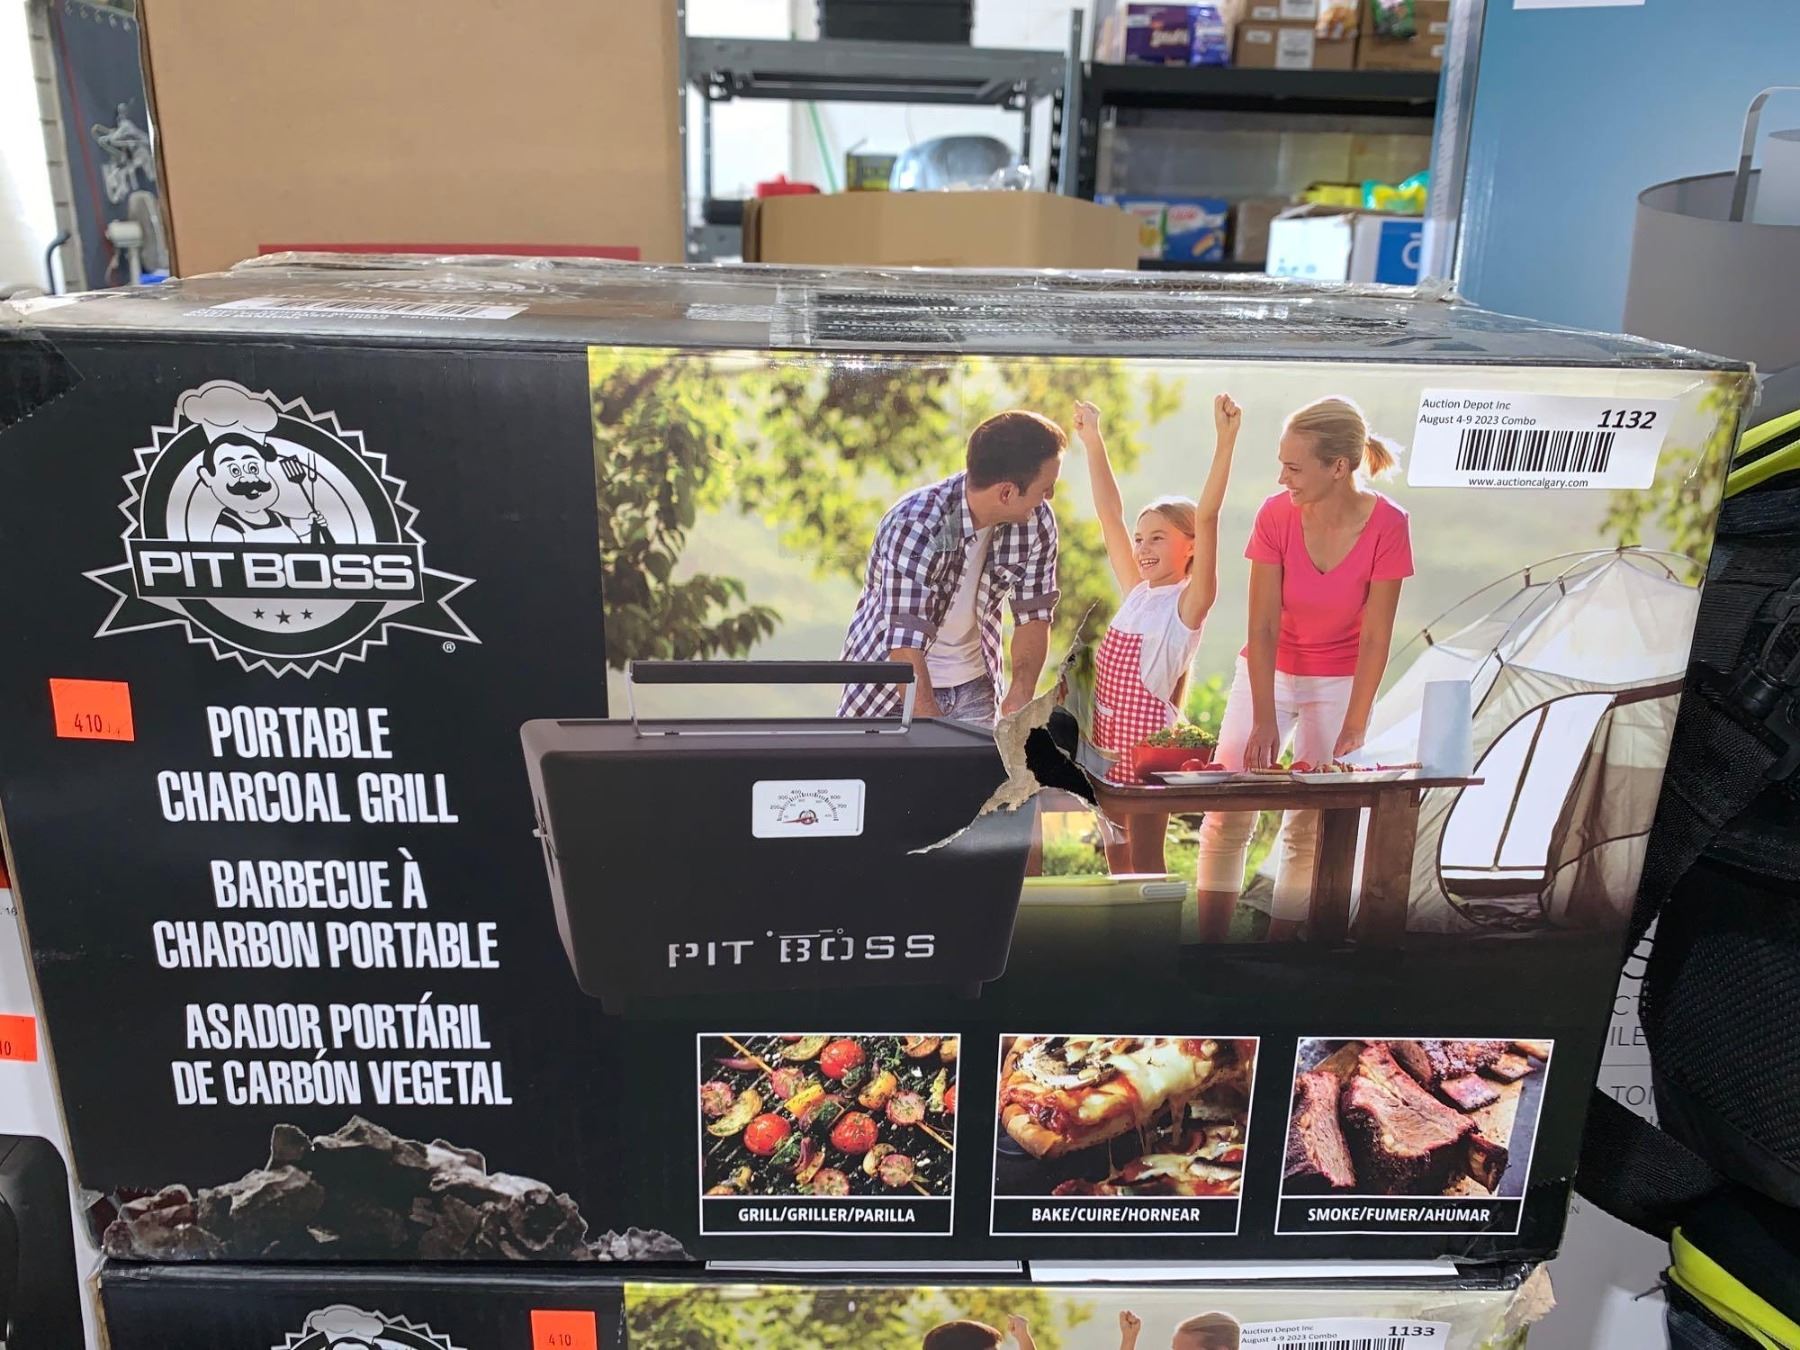 Auction Depot Inc
August 4-9 2023 Combo
1132
www.auctioncalgary.com
PIT BOSS
®
410
PORTABLE
CHARCOAL GRILL
BARBECUE À
CHARBON PORTABLE
ASADOR PORTÁRIL
DE CARBÓN VEGETAL
PIT BOSS
GRILL/GRILLER/PARILLA
BAKE/CUIRE/HORNEAR
SMOKE/FUMER/AHUMAR
410
Auction Depot Inc
August 4-9 2023 Combo
1133